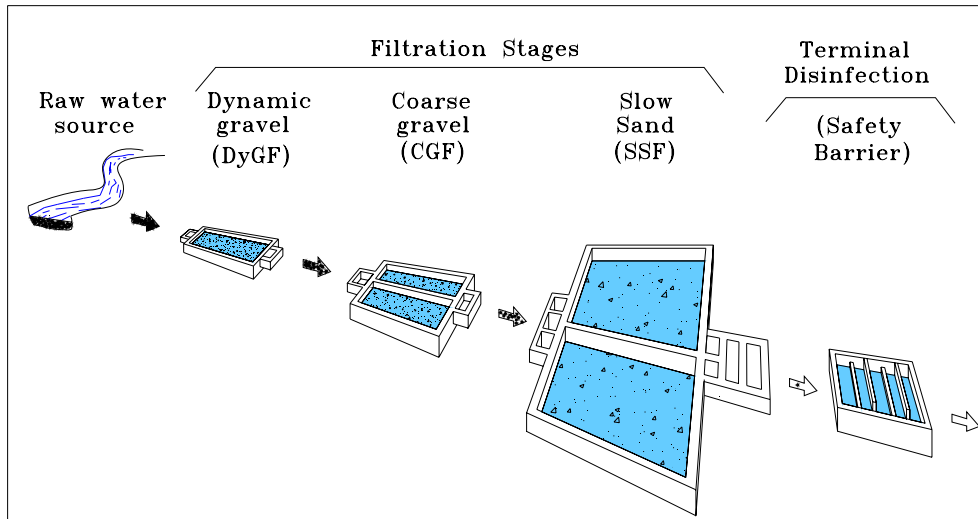 Filtration Stages
Terminal
Disinfection
Raw water
source
Dynamic
gravel
(DyGF)
Coarse
gravel
(CGF)
Slow
Sand
(SSF)
(Safety
Barrier)